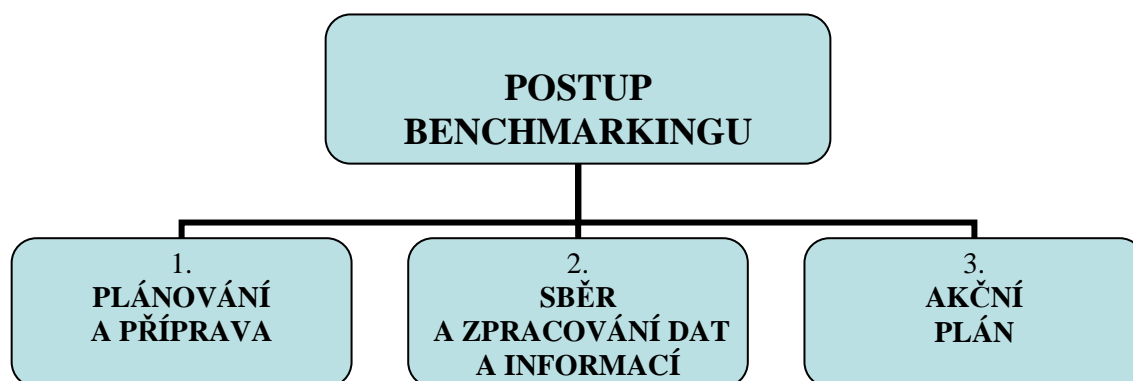 POSTUP
BENCHMARKINGU
1.
PLÁNOVÁNÍ
A PŘÍPRAVA
2.
SBĚR
A ZPRACOVÁNÍ DAT
A INFORMACÍ
3.
AKČNÍ
PLÁN